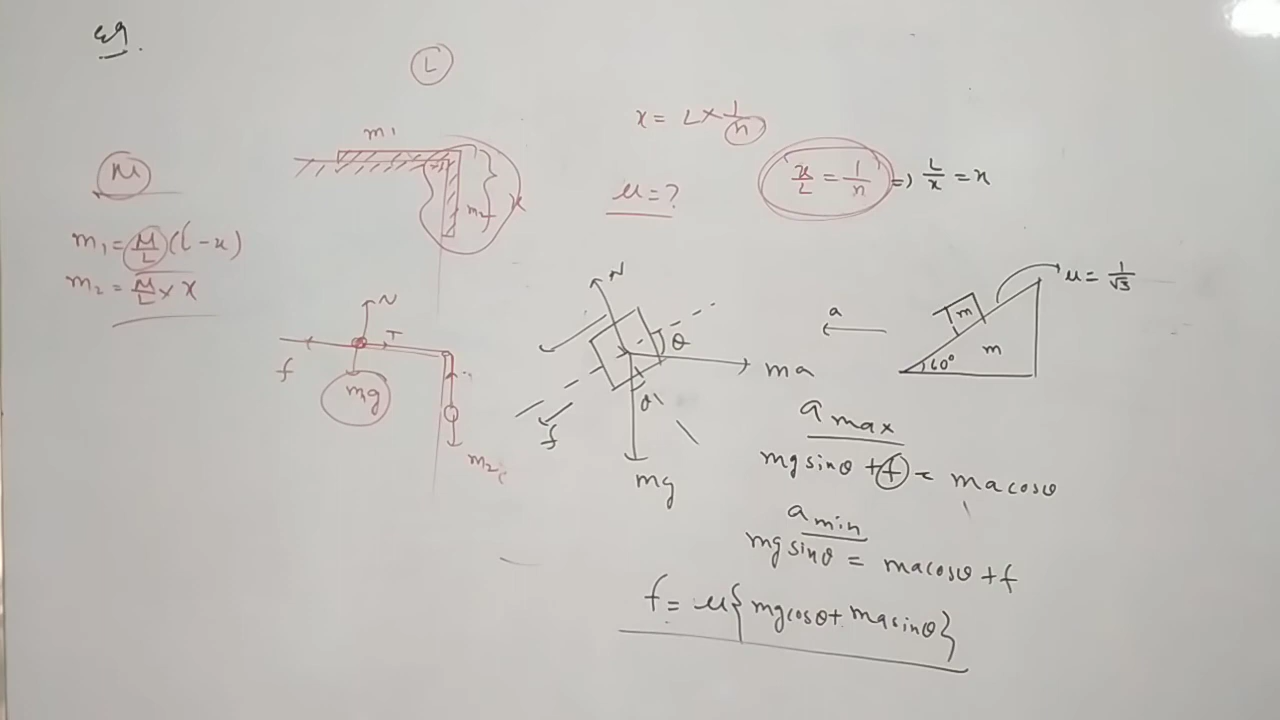 eg.
L
x = L × 1/n
m1
M
x/L = 1/n => L/x = n
μ = ?
m2
x
m1 = M/L (L - x)
m2 = M/L × x
N
f
T
mg
m2
N
θ
ma
f
θ
mg
a
m
m
60°
μ = 1/√3
a max
mg sinθ + f = ma cosθ
a min
mg sinθ = ma cosθ + f
f = μ{mg cosθ + ma sinθ}